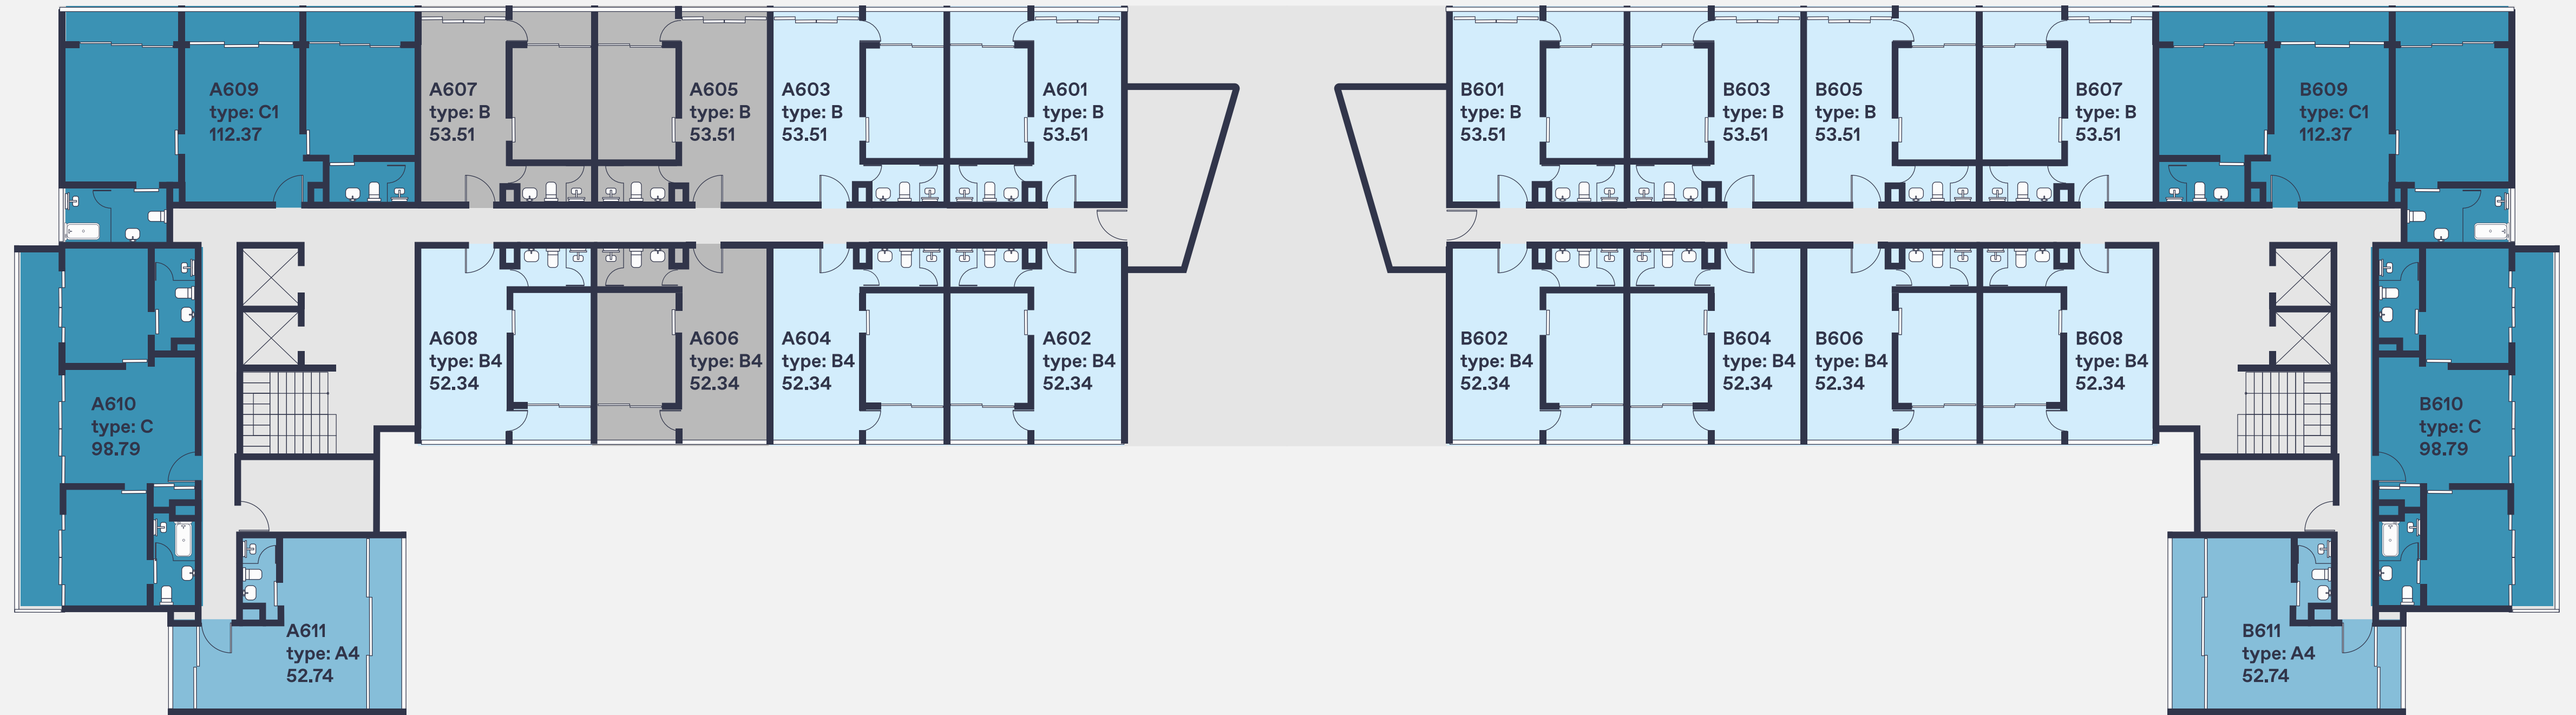 A609
type: C1
112.37
A607
type: B
53.51
A605
type: B
53.51
A603
type: B
53.51
A601
type: B
53.51
B601
type: B
53.51
B603
type: B
53.51
B605
type: B
53.51
B607
type: B
53.51
B609
type: C1
112.37
A608
type: B4
52.34
A606
type: B4
52.34
A604
type: B4
52.34
A602
type: B4
52.34
B602
type: B4
52.34
B604
type: B4
52.34
B606
type: B4
52.34
B608
type: B4
52.34
A610
type: C
98.79
B610
type: C
98.79
A611
type: A4
52.74
B611
type: A4
52.74